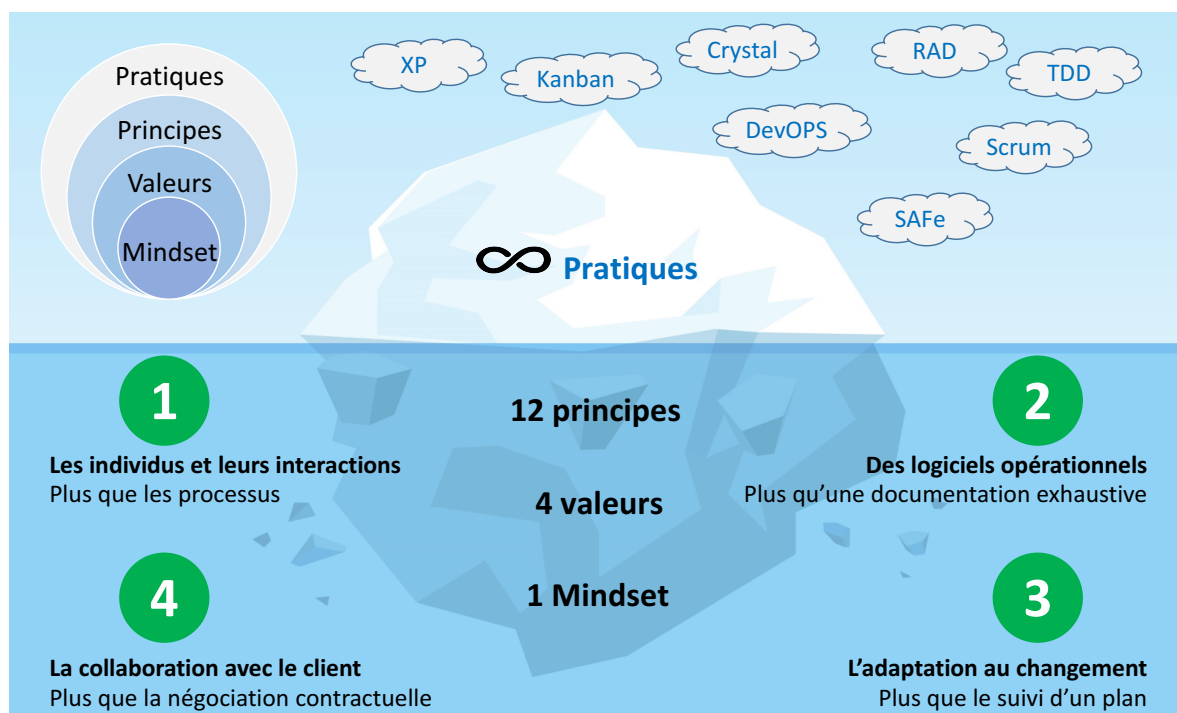 Pratiques
Principes
Valeurs
Mindset
XP
Kanban
Crystal
RAD
TDD
DevOPS
Scrum
SAFe
∞ Pratiques
1
Les individus et leurs interactions
Plus que les processus
12 principes
4 valeurs
1 Mindset
2
Des logiciels opérationnels
Plus qu’une documentation exhaustive
4
La collaboration avec le client
Plus que la négociation contractuelle
3
L’adaptation au changement
Plus que le suivi d’un plan